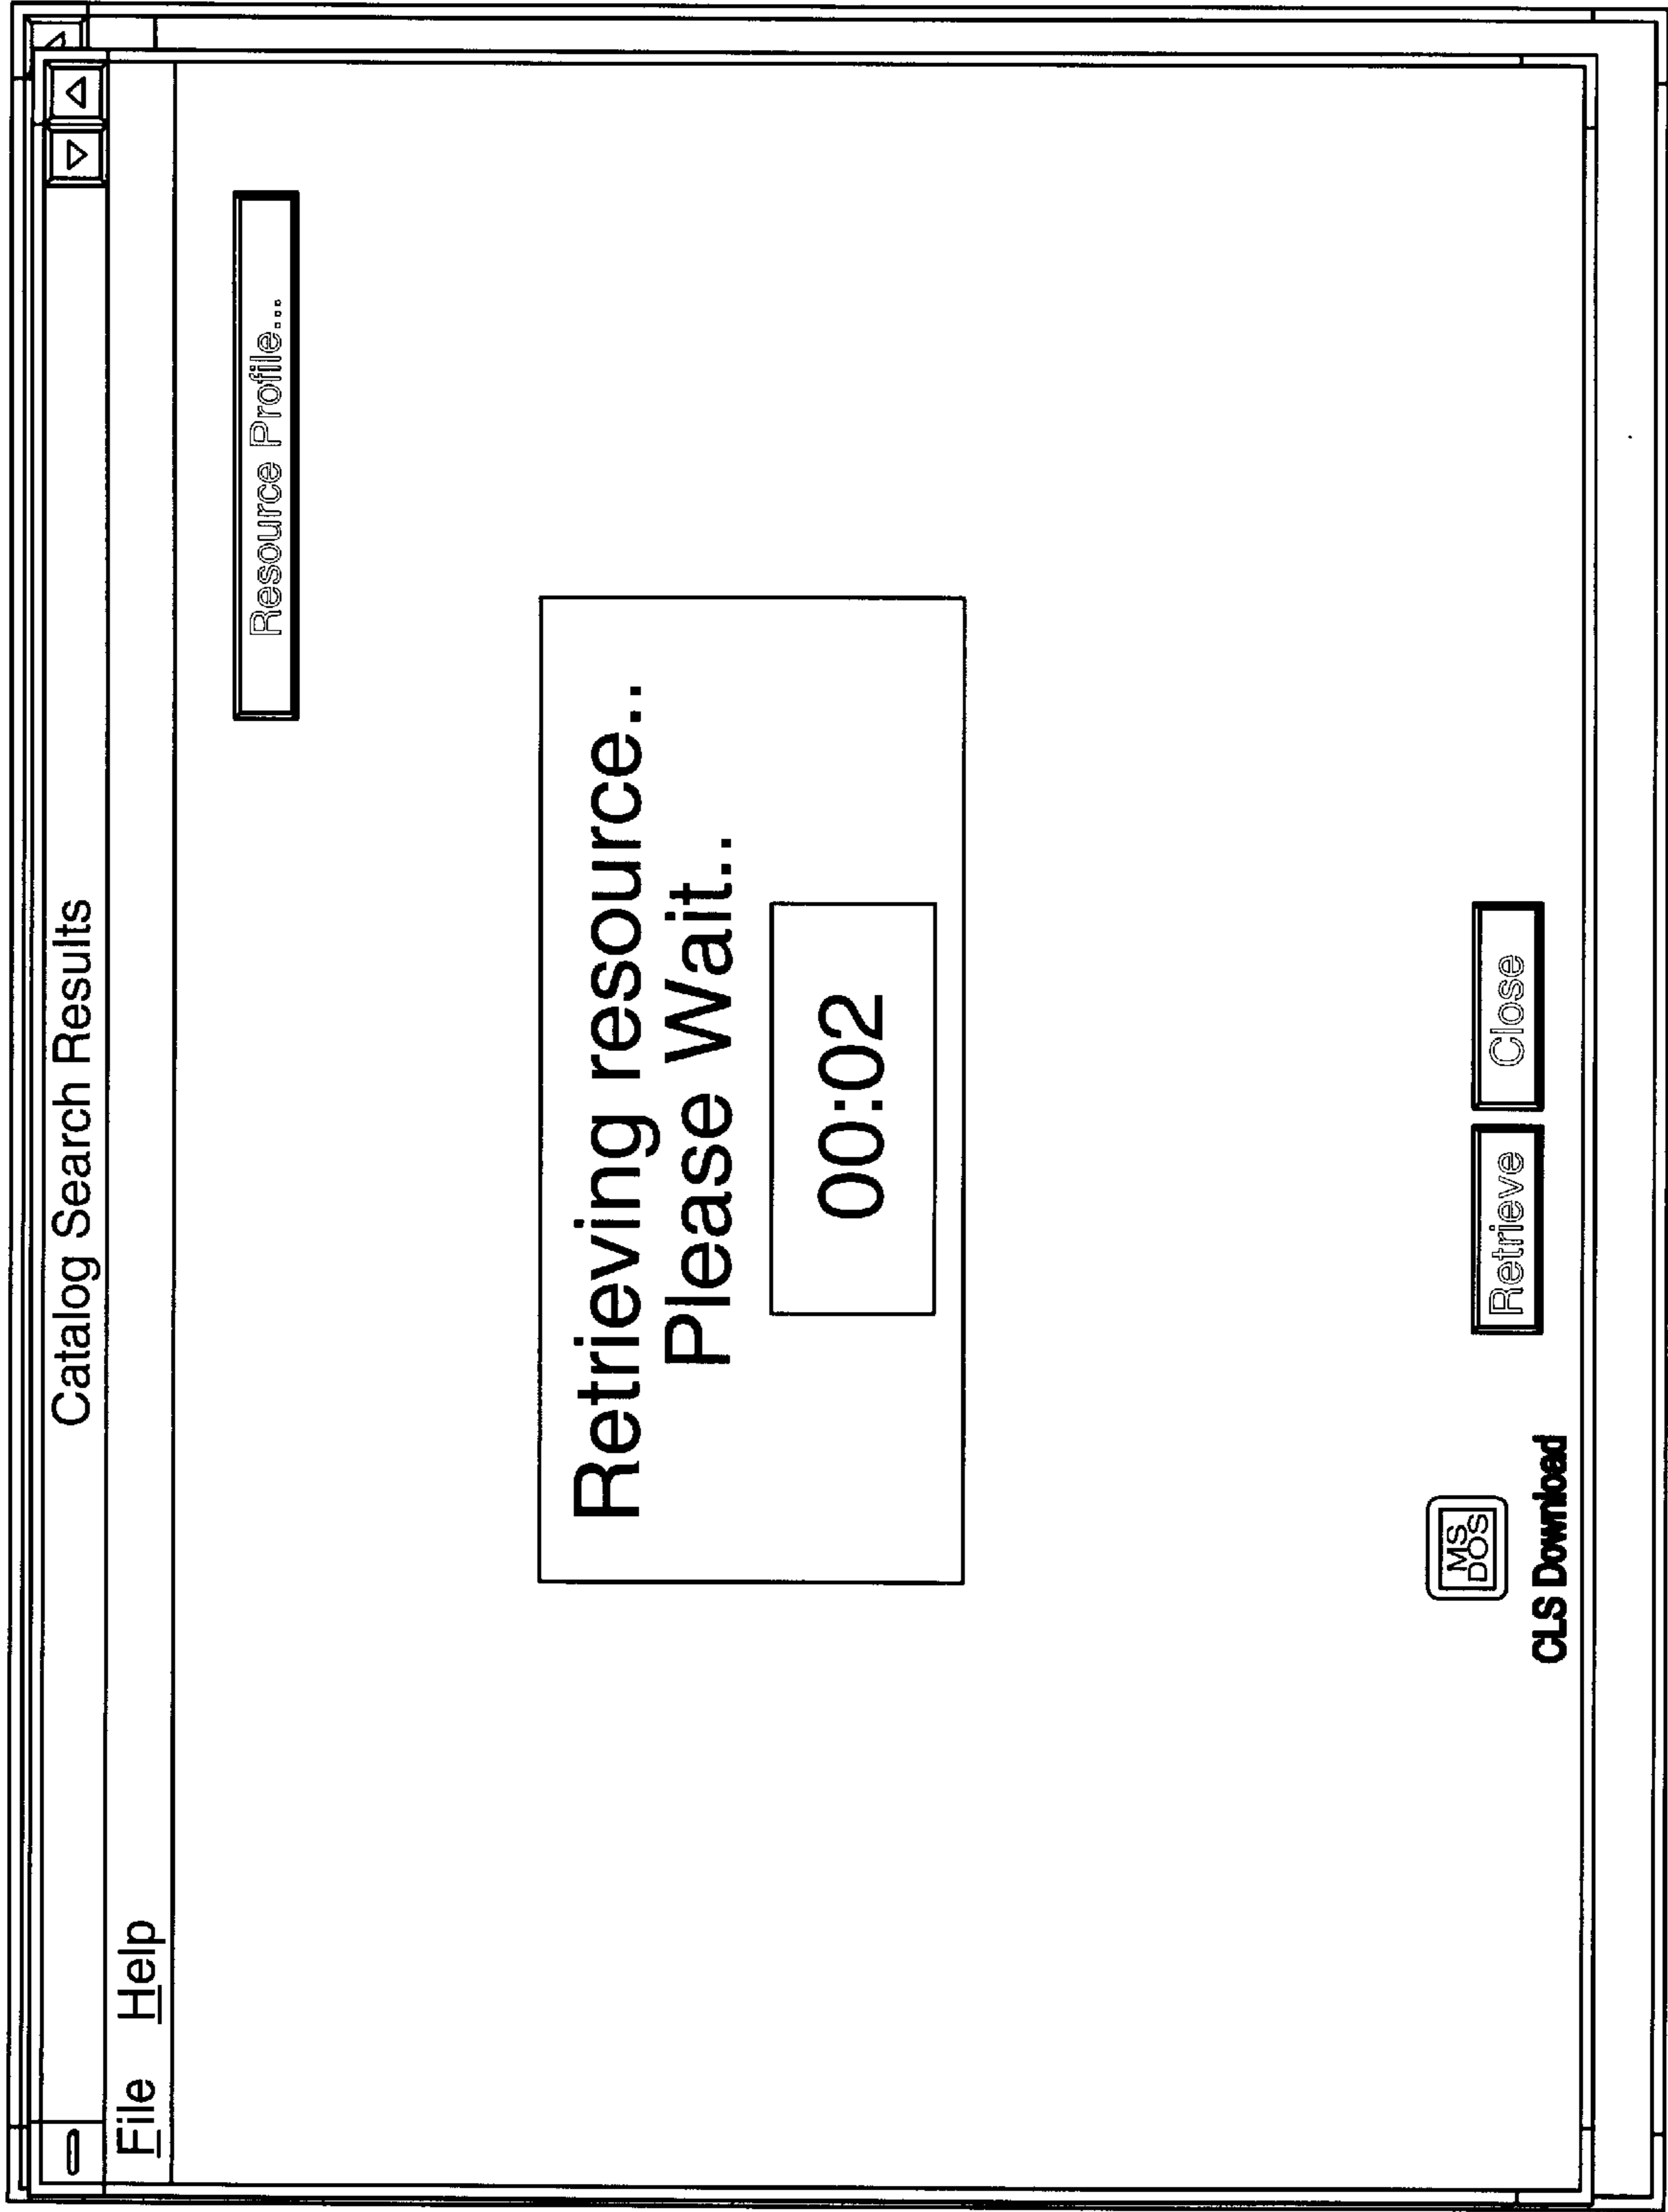 Catalog Search Results
File Help
Resource Profile...
Retrieving resource...
Please Wait..
00:02
MS
DOS
CLS Download
Retrieve Close